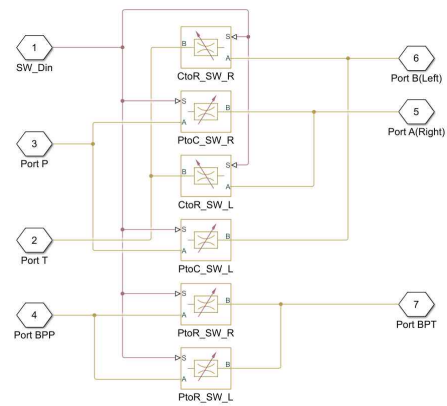 1
SW_Din
3
Port P
2
Port T
4
Port BPP
S
B
A
CtoR_SW_R
S
B
A
PtoC_SW_R
S
B
A
CtoR_SW_L
S
B
A
PtoC_SW_L
S
B
A
PtoR_SW_R
S
B
A
PtoR_SW_L
6
Port B(Left)
5
Port A(Right)
7
Port BPT